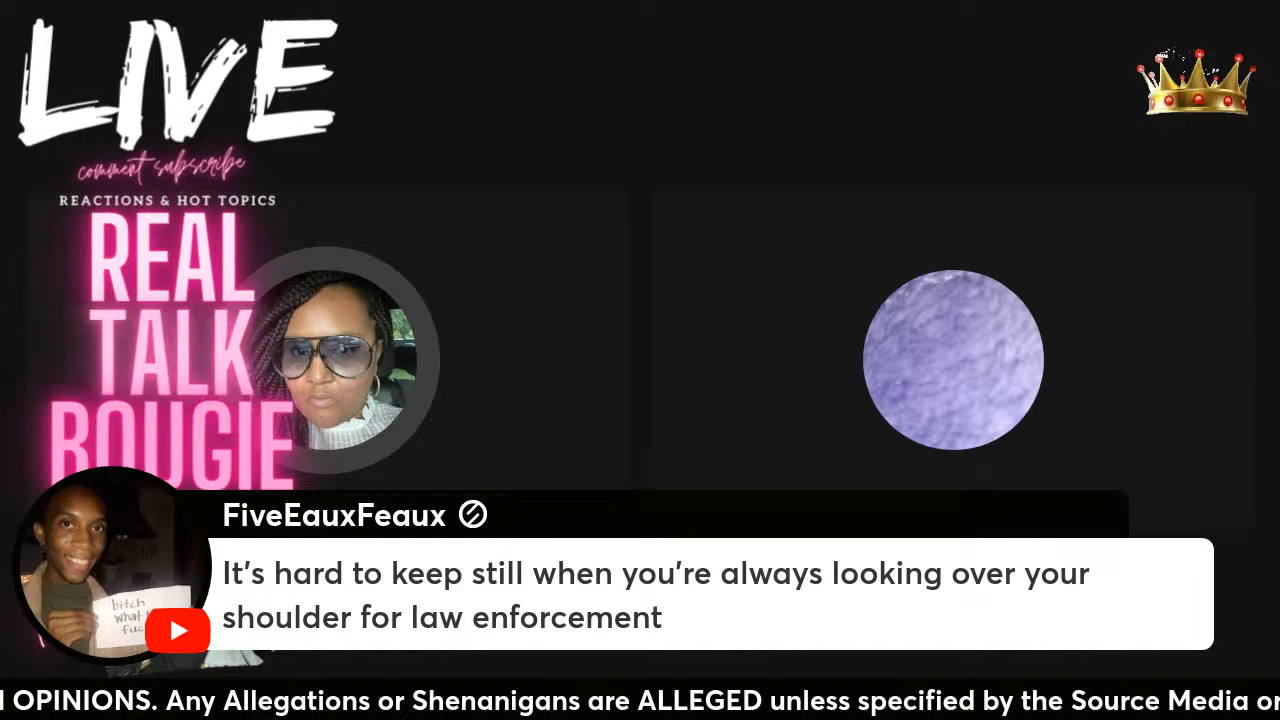 LIVE
comment subscribe
REACTIONS & HOT TOPICS
REAL
TALK
BOUGIE
FiveEauxFeaux
It's hard to keep still when you're always looking over your
shoulder for law enforcement
bitch
what
OPINIONS. Any Allegations or Shenanigans are ALLEGED unless specified by the Source Media or